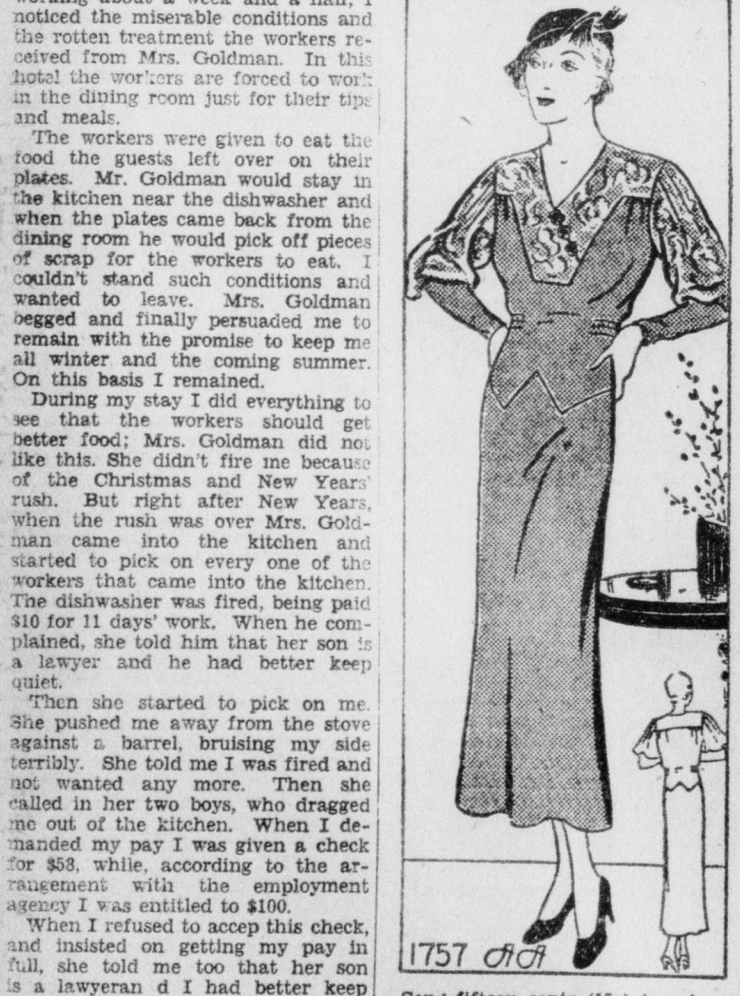 working about a week and a half, I
noticed the miserable conditions and
the rotten treatment the workers re-
ceived from Mrs. Goldman. In this
hotel the workers are forced to work
in the dining room just for their tips
and meals.
The workers were given to eat the
food the guests left over on their
plates. Mr. Goldman would stay in
the kitchen near the dishwasher and
when the plates came back from the
dining room he would pick off pieces
of scrap for the workers to eat. I
couldn't stand such conditions and
wanted to leave. Mrs. Goldman
begged and finally persuaded me to
remain with the promise to keep me
all winter and the coming summer.
On this basis I remained.
During my stay I did everything to
see that the workers should get
better food; Mrs. Goldman did not
like this. She didn't fire me because
of the Christmas and New Years'
rush. But right after New Years,
when the rush was over Mrs. Gold-
man came into the kitchen and
started to pick on every one of the
workers that came into the kitchen.
The dishwasher was fired, being paid
$10 for 11 days' work. When he com-
plained, she told him that her son is
a lawyer and he had better keep
quiet.
Then she started to pick on me.
She pushed me away from the stove
against a barrel, bruising my side
terribly. She told me I was fired and
not wanted any more. Then she
called in her two boys, who dragged
me out of the kitchen. When I de-
manded my pay I was given a check
for $58, while, according to the ar-
rangement with the employment
agency I was entitled to $100.
When I refused to accep this check,
and insisted on getting my pay in
full, she told me too that her son
is a lawyeran d I had better keep
1757 AA